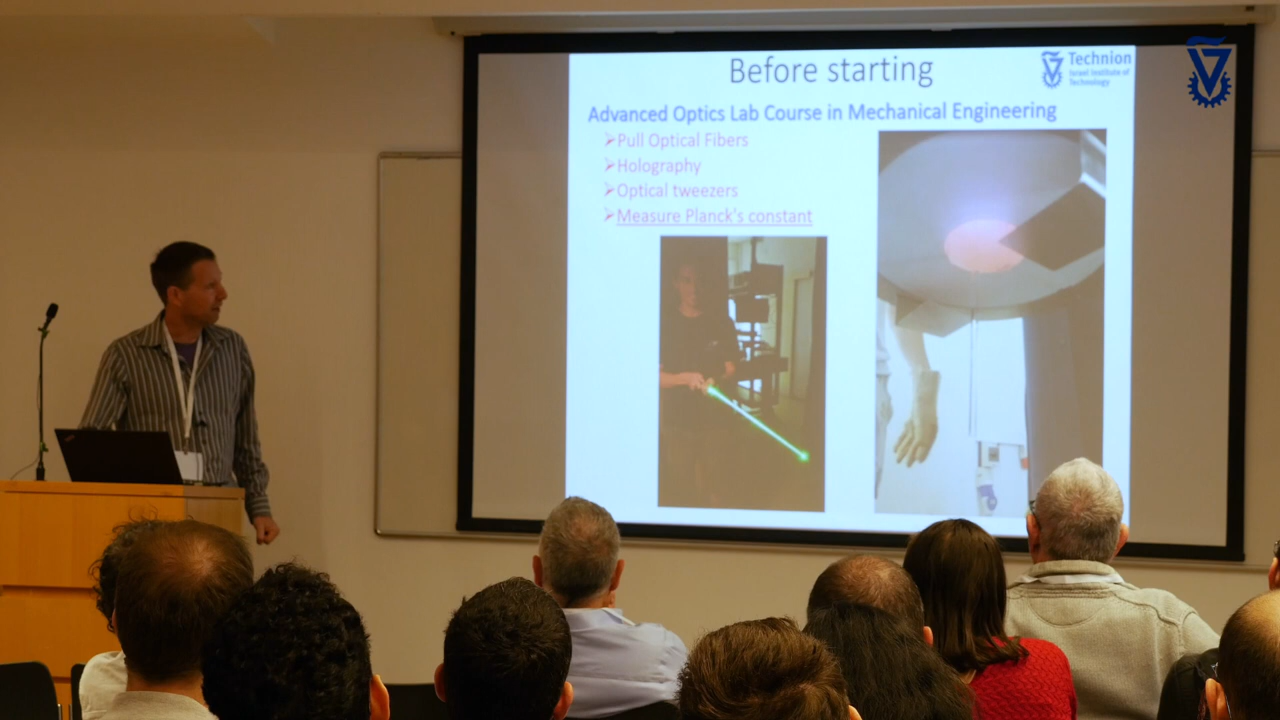 Before starting
Technion
Israel Institute of
Technology
Advanced Optics Lab Course in Mechanical Engineering
➢Pull Optical Fibers
➢Holography
➢Optical tweezers
➢Measure Planck's constant